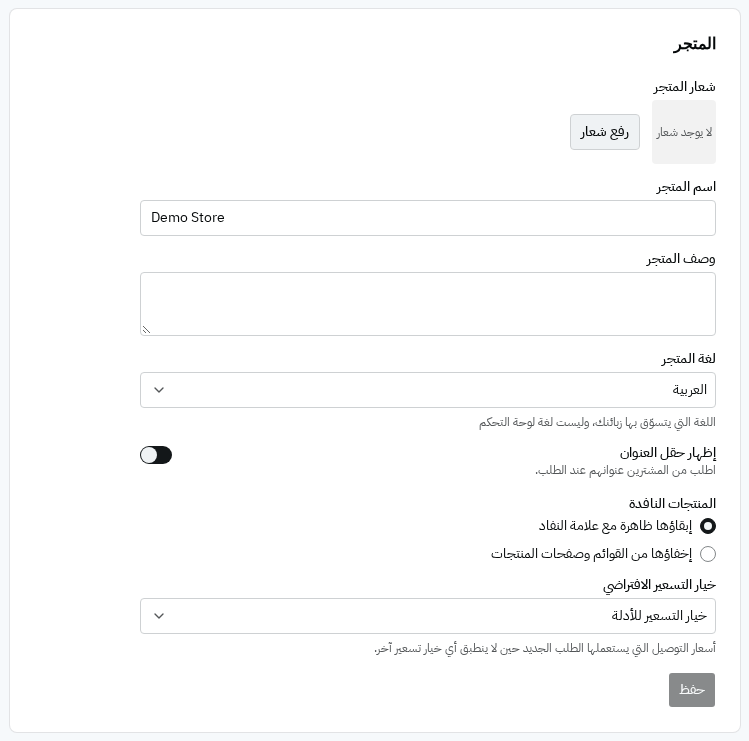 المتجر
شعار المتجر
لا يوجد شعار
رفع شعار
اسم المتجر
Demo Store
وصف المتجر
لغة المتجر
العربية
اللغة التي يتسوّق بها زبائنك، وليست لغة لوحة التحكم
إظهار حقل العنوان
اطلب من المشترين عنوانهم عند الطلب.
المنتجات النافدة
إبقاؤها ظاهرة مع علامة النفاد
إخفاؤها من القوائم وصفحات المنتجات
خيار التسعير الافتراضي
خيار التسعير للأدلة
أسعار التوصيل التي يستعملها الطلب الجديد حين لا ينطبق أي خيار تسعير آخر.
حفظ